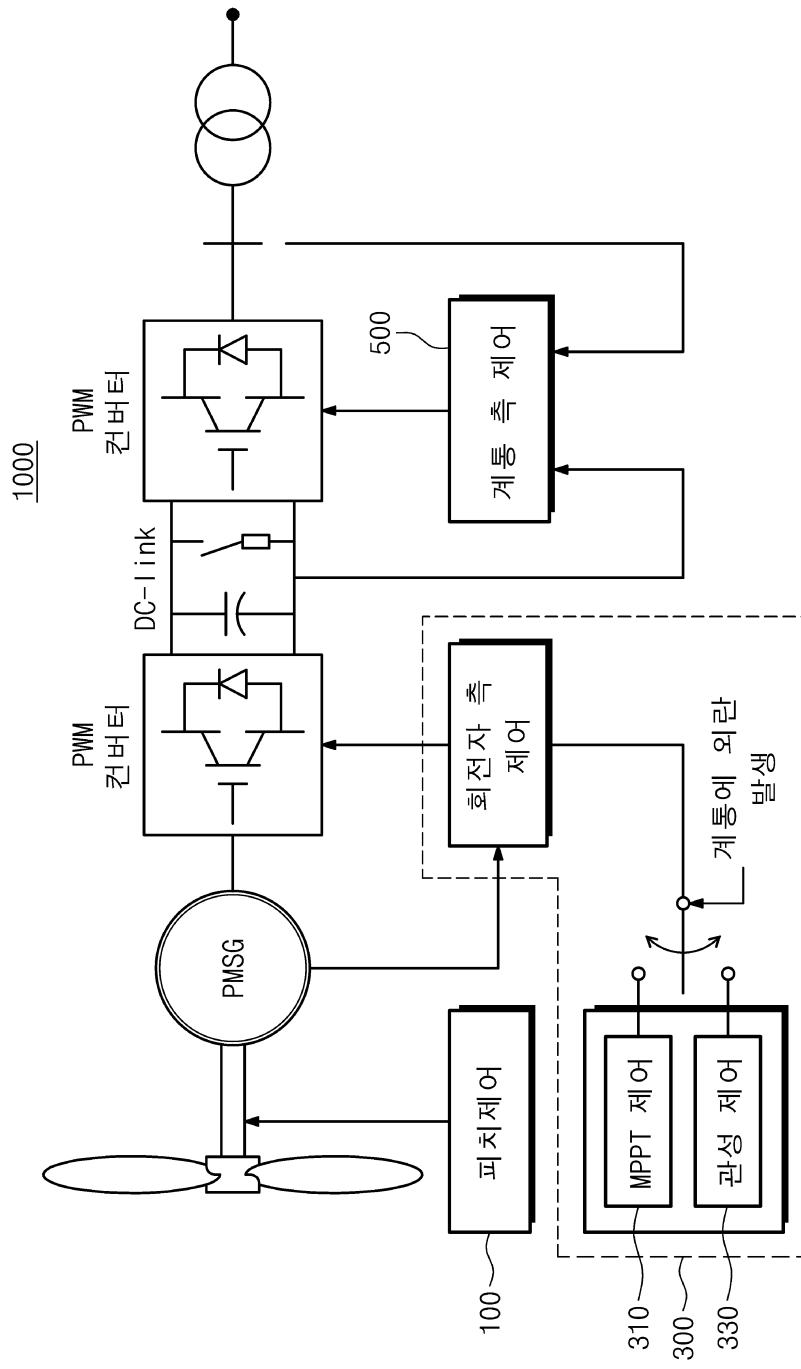 1000
PWM
컨버터
DC-link
PWM
컨버터
PMSG
500
계통 측 제어
회전자 측
제어
피치제어
100
계통에 외란
발생
MPPT 제어
관성 제어
310
330
300